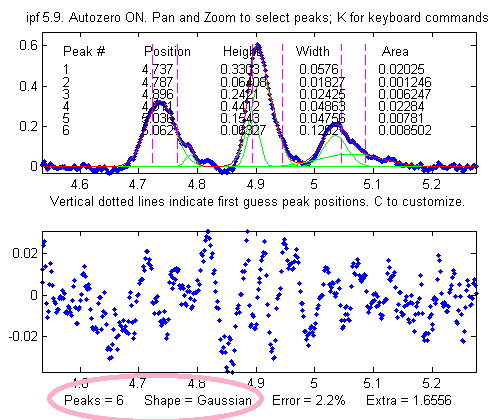 ipf 5.9. Autozero ON. Pan and Zoom to select peaks; K for keyboard commands
Peak # Position Height Width Area
1 4.737 0.3303 0.0576 0.02025
2 4.787 0.06408 0.01827 0.001246
3 4.896 0.2421 0.02425 0.006247
4 0.4412 0.04863 0.02284
5 0.1543 0.04756 0.00781
6 5.062 0.008502
0.6
0.4
0.2
0
4.6 4.7 4.8 4.9 5 5.1 5.2
Vertical dotted lines indicate first guess peak positions. C to customize.
0.02
0
-0.02
4.6 4.7 4.8 4.9 5 5.1 5.2
Peaks = 6 Shape = Gaussian Error = 2.2% Extra = 1.6556